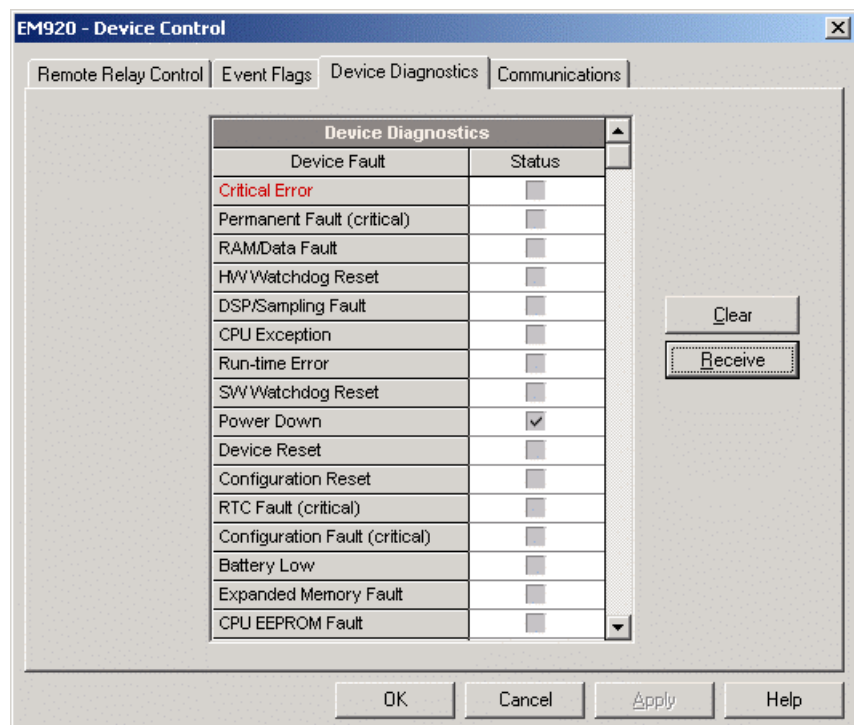 EM920 - Device Control
Remote Relay Control Event Flags Device Diagnostics Communications
Device Diagnostics
Device Fault Status
Critical Error
Permanent Fault (critical)
RAM/Data Fault
HW Watchdog Reset
DSP/Sampling Fault
CPU Exception
Run-time Error
SW Watchdog Reset
Power Down
Device Reset
Configuration Reset
RTC Fault (critical)
Configuration Fault (critical)
Battery Low
Expanded Memory Fault
CPU EEPROM Fault
Clear
Receive
OK Cancel Apply Help